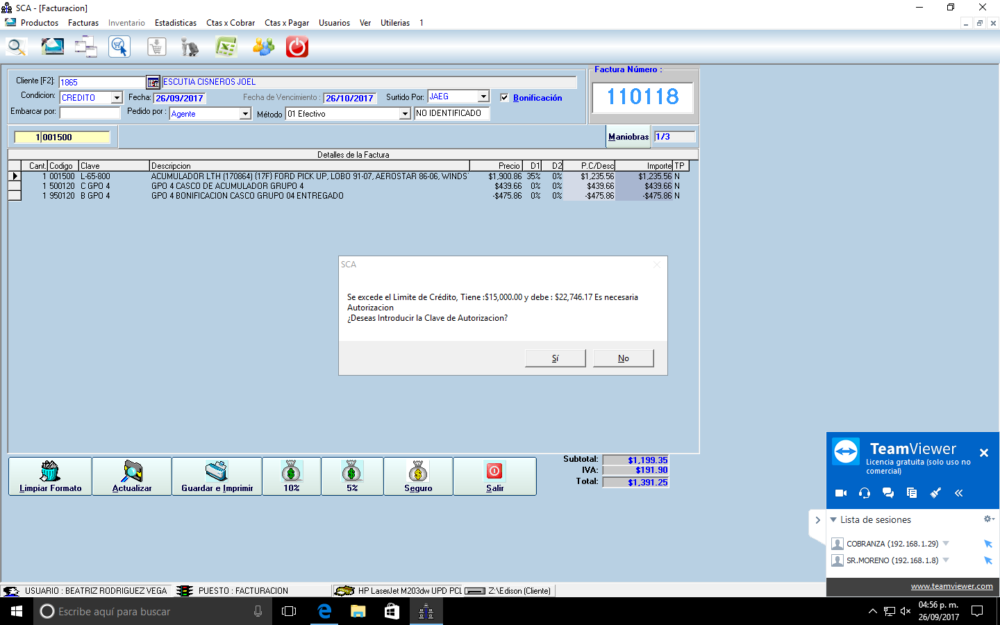 SCA - [Facturacion]
Productos Facturas Inventario Estadisticas Ctas x Cobrar Ctas x Pagar Usuarios Ver Utilerias 1
Cliente [F2]: 1865 ESCUTIA CISNEROS JOEL
Condicion: CREDITO Fecha: 26/09/2017 Fecha de Vencimiento : 26/10/2017 Surtido Por: JAEG Bonificación
Embarcar por: Pedido por : Agente Método 01 Efectivo NO IDENTIFICADO
Factura Número :
110118
1 001500
Maniobras 1/3
Detalles de la Factura
Cant. Codigo Clave Descripcion Precio D1 D2 P.C/Desc Importe TP
1 001500 L-65-800 ACUMULADOR LTH (170864) {17F} FORD PICK UP, LOBO 91-07, AEROSTAR 86-06, WINDS $1,900.86 35% 0% $1,235.56 $1,235.56 N
1 500120 C GPO 4 GPO 4 CASCO DE ACUMULADOR GRUPO 4 $439.66 0% 0% $439.66 $439.66 N
1 950120 B GPO 4 GPO 4 BONIFICACION CASCO GRUPO 04 ENTREGADO -$475.86 0% 0% -$475.86 -$475.86 N
SCA
Se excede el Limite de Crédito, Tiene :$15,000.00 y debe : $22,746.17 Es necesaria
Autorizacion
¿Deseas Introducir la Clave de Autorizacion?
Sí No
Limpiar Formato Actualizar Guardar e Imprimir 10% 5% Seguro Salir
Subtotal: $1,199.35
IVA: $191.90
Total: $1,391.25
TeamViewer
Licencia gratuita (solo uso no
comercial)
Lista de sesiones
COBRANZA (192.168.1.29)
SR.MORENO (192.168.1.8)
www.teamviewer.com
USUARIO : BEATRIZ RODRIGUEZ VEGA PUESTO : FACTURACION HP LaserJet M203dw UPD PCL Z:\Edison (Cliente)
Escribe aquí para buscar
04:56 p. m.
26/09/2017